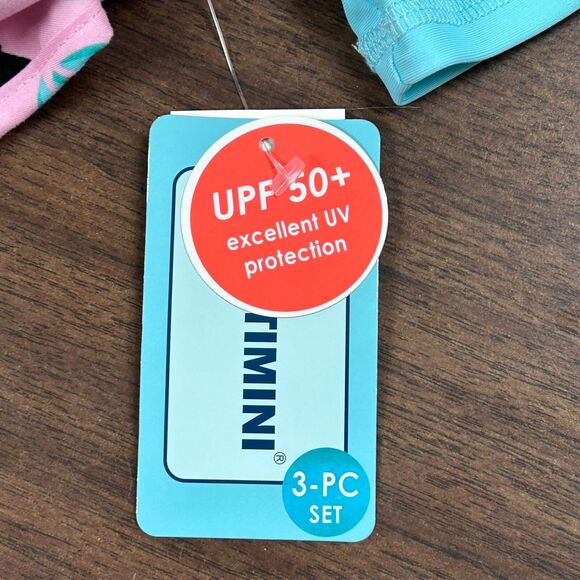 UPF 50+
excellent UV
protection
TIMINI®
3-PC
SET